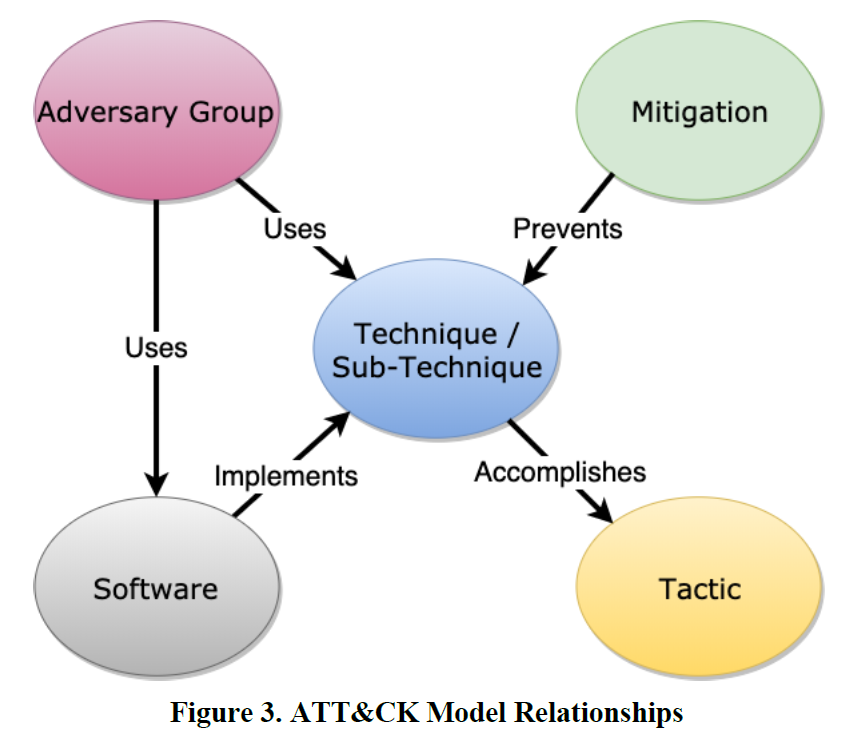 Adversary Group
Mitigation
Uses
Prevents
Technique /
Sub-Technique
Uses
Implements
Accomplishes
Software
Tactic
Figure 3. ATT&CK Model Relationships